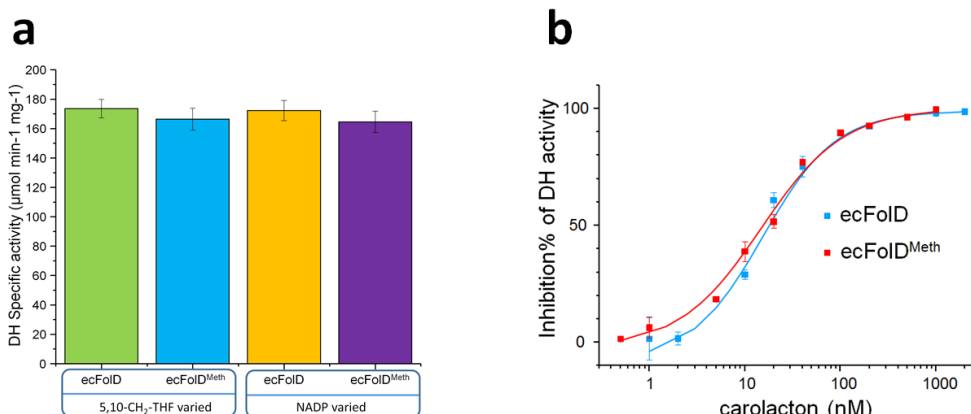 a
DH Specific activity (µmol min-1 mg-1)
200
180
160
140
120
100
80
60
40
20
0
ecFolD
ecFolD^Meth
ecFolD
ecFolD^Meth
5,10-CH₂-THF varied
NADP varied
b
Inhibition% of DH activity
100
50
0
ecFolD
ecFolD^Meth
1
10
100
1000
carolacton (nM)